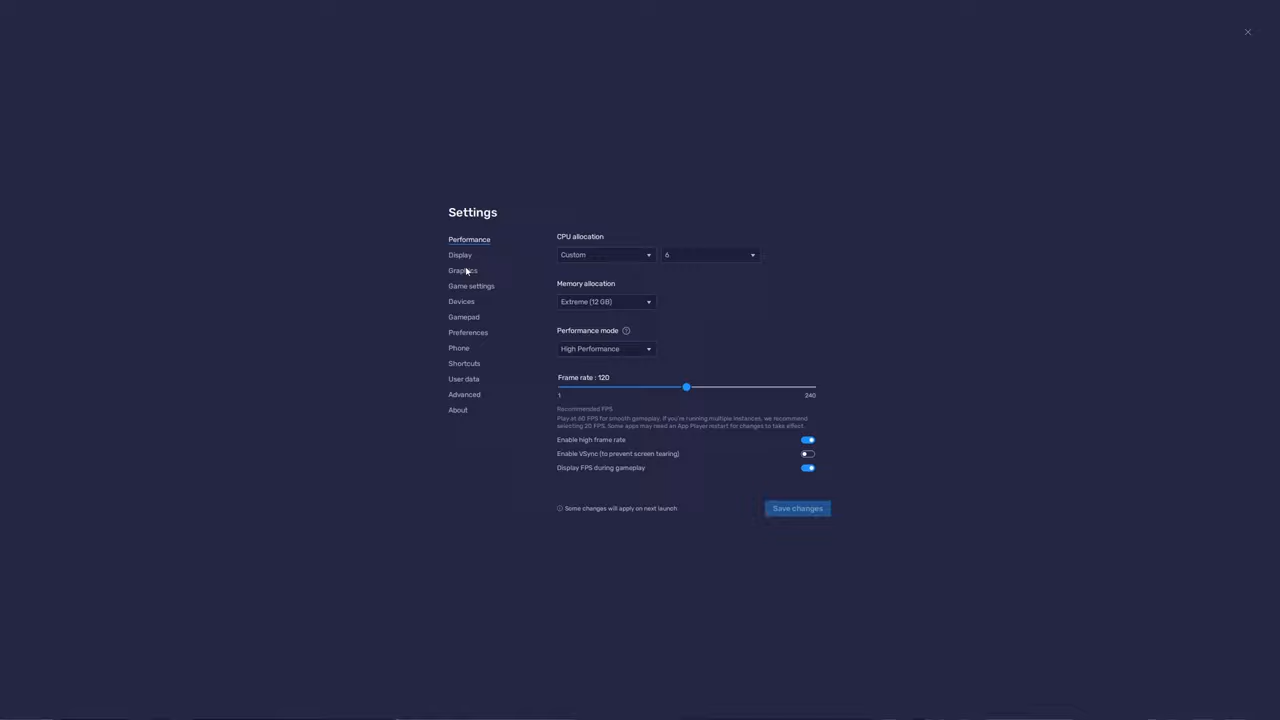 Settings
Performance
Display
Graphics
Game settings
Devices
Gamepad
Preferences
Phone
Shortcuts
User data
Advanced
About
CPU allocation
Custom
6
Memory allocation
Extreme (12 GB)
Performance mode
High Performance
Frame rate : 120
1
240
Recommended FPS
Play at 60 FPS for smooth gameplay. If you're running multiple instances, we recommend
selecting 20 FPS. Some apps may need an App Player restart for changes to take effect.
Enable high frame rate
Enable VSync (to prevent screen tearing)
Display FPS during gameplay
Some changes will apply on next launch
Save changes